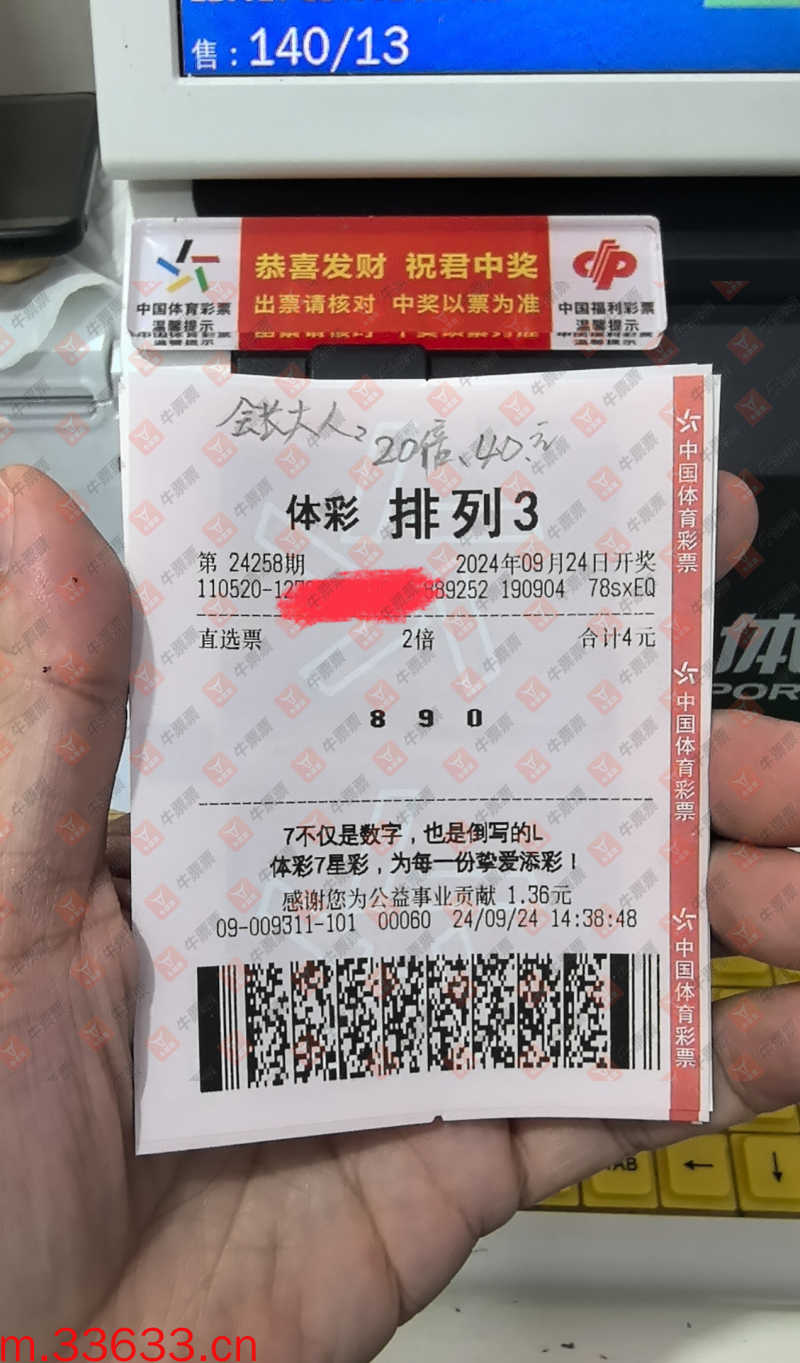 售：140/13
恭喜发财 祝君中奖
出票请核对 中奖以票为准
中国体育彩票
温馨提示
中国福利彩票
温馨提示
20倍、40元
体彩 排列3
第 24258期 2024年09月24日开奖
110520-127 89252 190904 78sxEQ
直选票 2倍 合计4元
8 9 0
7不仅是数字，也是倒写的L
体彩7星彩，为每一份挚爱添彩！
感谢您为公益事业贡献 1.36元
09-009311-101 00060 24/09/24 14:38:48
中国体育彩票
中国体育彩票
中国体育彩票
牛票票
体
POR
AB
m.33633.cn